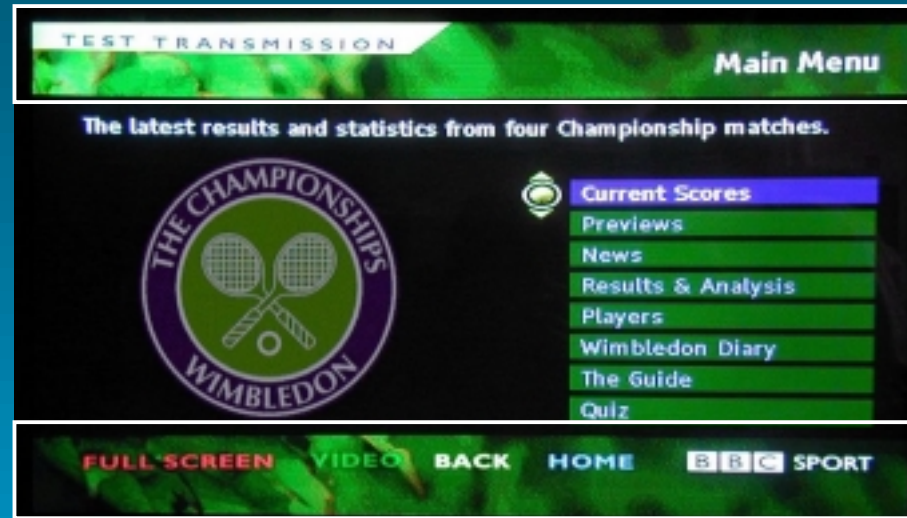 TEST TRANSMISSION
Main Menu
The latest results and statistics from four Championship matches.
THE CHAMPIONSHIPS
WIMBLEDON
Current Scores
Previews
News
Results & Analysis
Players
Wimbledon Diary
The Guide
Quiz
FULL SCREEN VIDEO BACK HOME BBC SPORT